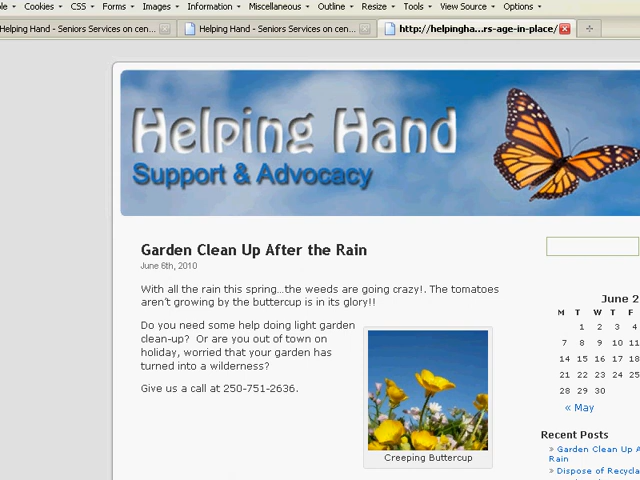 Cookies CSS Forms Images Information Miscellaneous Outline Resize Tools View Source Options
Helping Hand - Seniors Services on cen... Helping Hand - Seniors Services on cen... http://helpingha...rs-age-in-place/
Helping Hand
Support & Advocacy
Garden Clean Up After the Rain
June 6th, 2010
With all the rain this spring...the weeds are going crazy!. The tomatoes
aren't growing by the buttercup is in its glory!!
Do you need some help doing light garden
clean-up? Or are you out of town on
holiday, worried that your garden has
turned into a wilderness?
Give us a call at 250-751-2636.
Creeping Buttercup
June 2
M T W T F
1 2 3 4
7 8 9 10 11
14 15 16 17 18
21 22 23 24 25
28 29 30
« May
Recent Posts
» Garden Clean Up A
Rain
» Dispose of Recycla